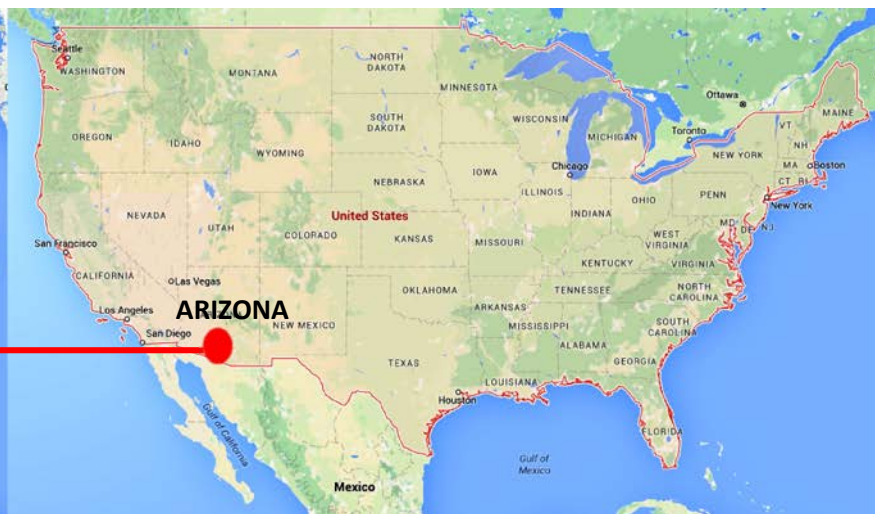 Seattle
WASHINGTON
MONTANA
NORTH
DAKOTA
MINNESOTA
Ottawa
MAINE
OREGON
IDAHO
SOUTH
DAKOTA
WISCONSIN
MICHIGAN
Toronto
VT
NH
WYOMING
NEW YORK
MA
Boston
CT
RI
NEBRASKA
IOWA
Chicago
ILLINOIS
INDIANA
OHIO
PENN
New York
NEVADA
UTAH
COLORADO
United States
KANSAS
MISSOURI
WEST
VIRGINIA
MD
DE
NJ
San Francisco
CALIFORNIA
Las Vegas
KENTUCKY
VIRGINIA
Los Angeles
ARIZONA
NEW MEXICO
OKLAHOMA
ARKANSAS
TENNESSEE
NORTH
CAROLINA
San Diego
MISSISSIPPI
SOUTH
CAROLINA
TEXAS
ALABAMA
GEORGIA
LOUISIANA
Houston
FLORIDA
Gulf of
California
Gulf of
Mexico
Mexico